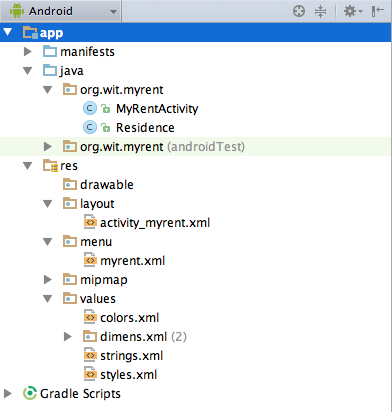 Android
app
manifests
java
org.wit.myrent
MyRentActivity
Residence
org.wit.myrent (androidTest)
res
drawable
layout
activity_myrent.xml
menu
myrent.xml
mipmap
values
colors.xml
dimens.xml (2)
strings.xml
styles.xml
Gradle Scripts